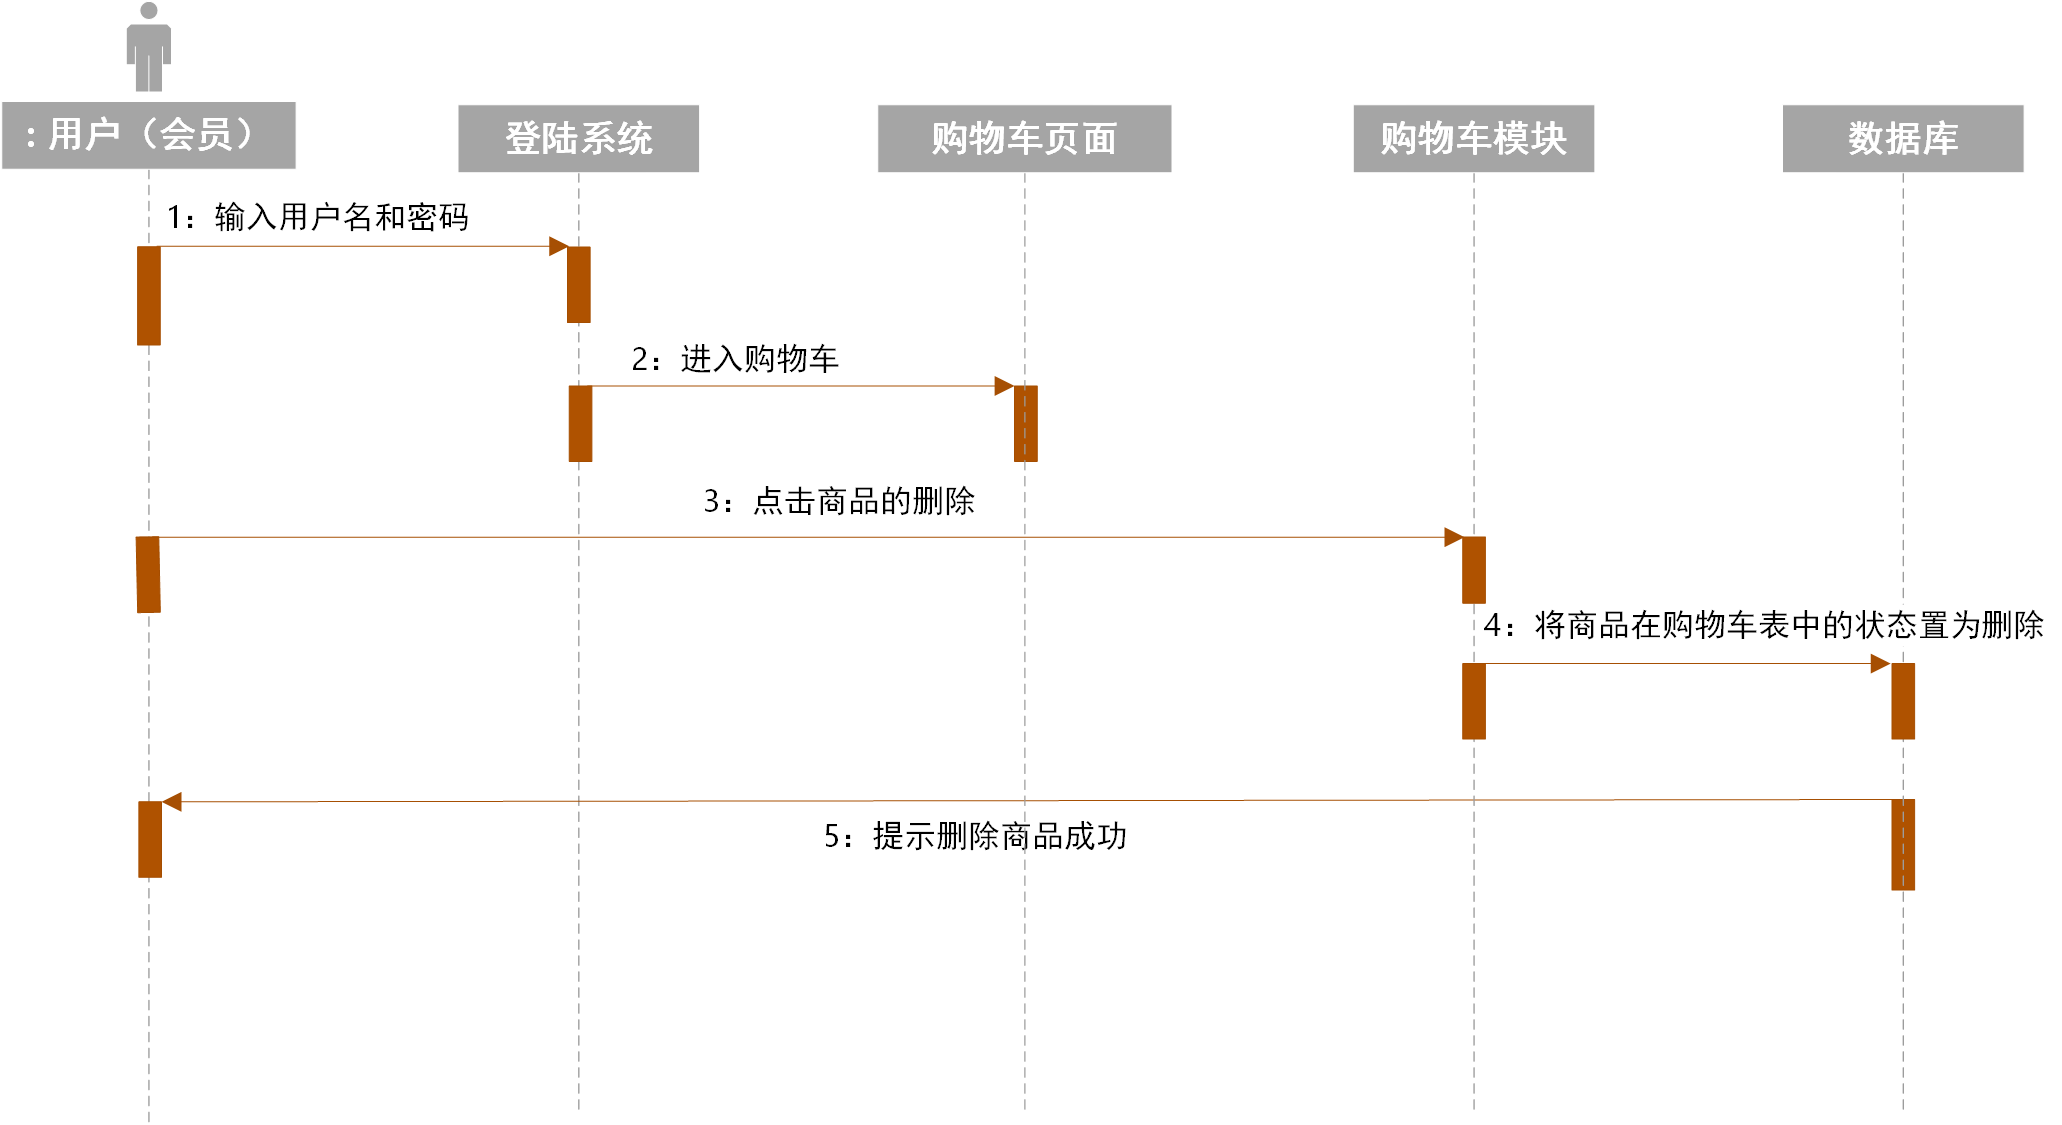 : 用户（会员）
登陆系统
购物车页面
购物车模块
数据库
1：输入用户名和密码
2：进入购物车
3：点击商品的删除
4：将商品在购物车表中的状态置为删除
5：提示删除商品成功